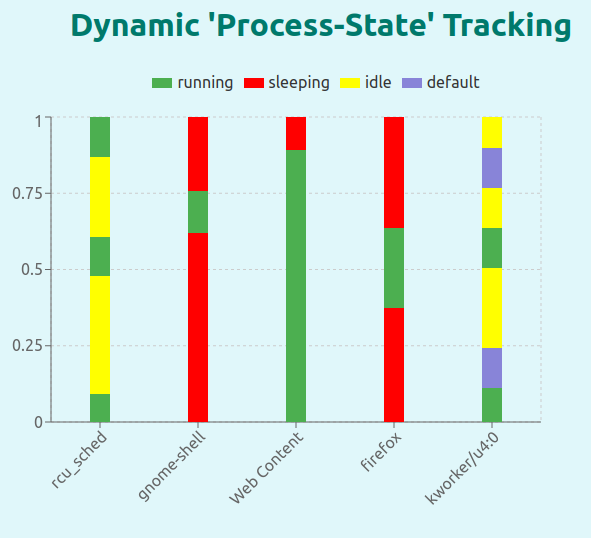 Dynamic 'Process-State' Tracking
running sleeping idle default
1
0.75
0.5
0.25
0
rcu_sched gnome-shell Web Content firefox kworker/u4:0